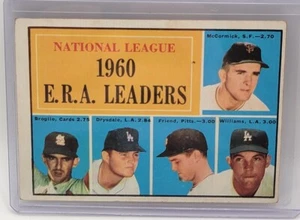 NATIONAL LEAGUE
1960
E.R.A. LEADERS
McCormick, S.F.—2.70
Broglio, Cards 2.75
Drysdale, L.A. 2.84
Friend, Pitts.—3.00
Williams, L.A. 3.00